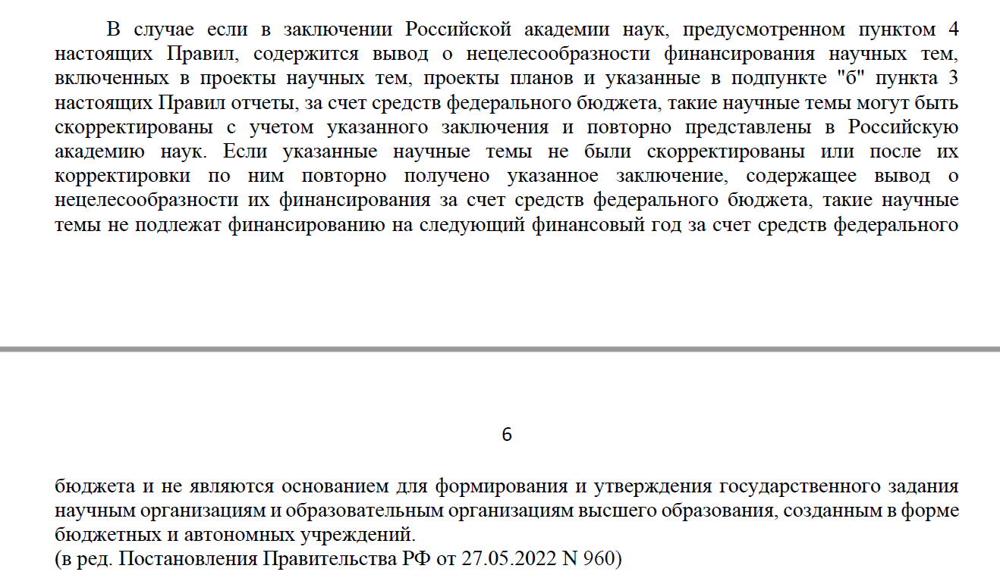 В случае если в заключении Российской академии наук, предусмотренном пунктом 4
настоящих Правил, содержится вывод о нецелесообразности финансирования научных тем,
включенных в проекты научных тем, проекты планов и указанные в подпункте "б" пункта 3
настоящих Правил отчеты, за счет средств федерального бюджета, такие научные темы могут быть
скорректированы с учетом указанного заключения и повторно представлены в Российскую
академию наук. Если указанные научные темы не были скорректированы или после их
корректировки по ним повторно получено указанное заключение, содержащее вывод о
нецелесообразности их финансирования за счет средств федерального бюджета, такие научные
темы не подлежат финансированию на следующий финансовый год за счет средств федерального
6
бюджета и не являются основанием для формирования и утверждения государственного задания
научным организациям и образовательным организациям высшего образования, созданным в форме
бюджетных и автономных учреждений.
(в ред. Постановления Правительства РФ от 27.05.2022 N 960)